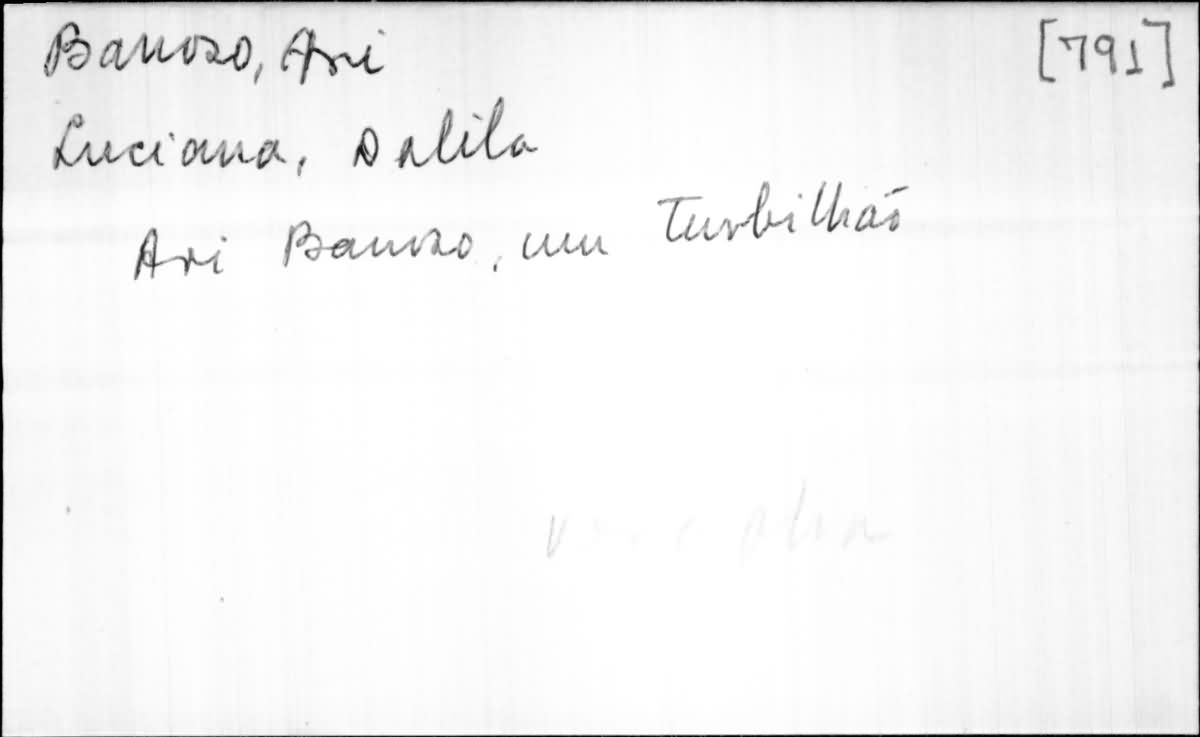 Barroso, Ari [791]
Luciana, Dalila
Ari Barroso, um Turbilhão